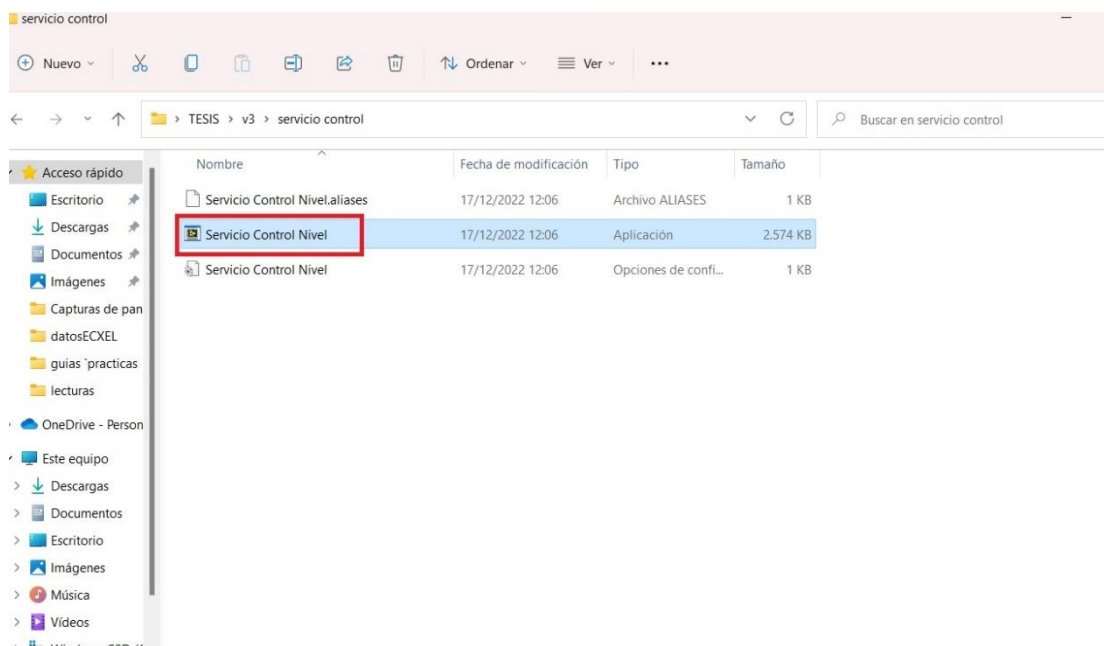 servicio control
Nuevo Ordenar Ver
TESIS > v3 > servicio control Buscar en servicio control
Nombre Fecha de modificación Tipo Tamaño
Acceso rápido
Escritorio
Descargas
Documentos
Imágenes
Capturas de pan
datosECXEL
guias `practicas
lecturas
OneDrive - Person
Este equipo
Descargas
Documentos
Escritorio
Imágenes
Música
Vídeos
Servicio Control Nivel.aliases 17/12/2022 12:06 Archivo ALIASES 1 KB
Servicio Control Nivel 17/12/2022 12:06 Aplicación 2.574 KB
Servicio Control Nivel 17/12/2022 12:06 Opciones de confi... 1 KB